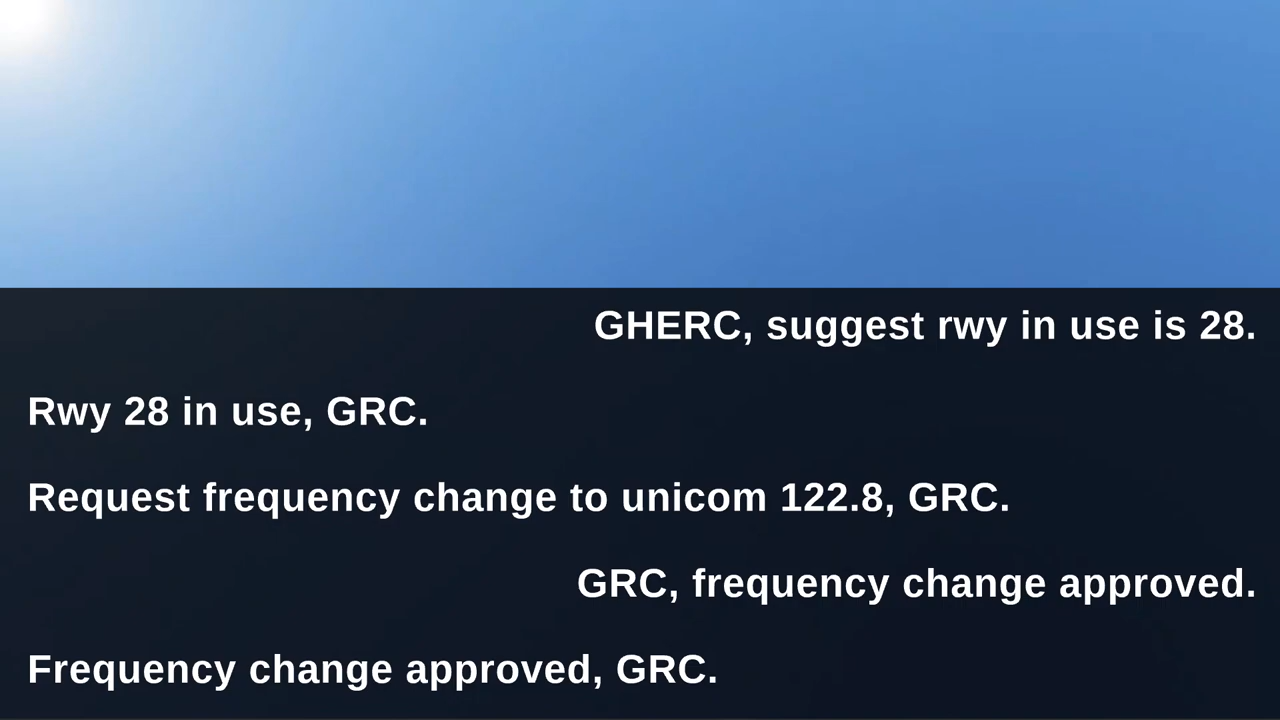 GHERC, suggest rwy in use is 28.
Rwy 28 in use, GRC.
Request frequency change to unicom 122.8, GRC.
GRC, frequency change approved.
Frequency change approved, GRC.